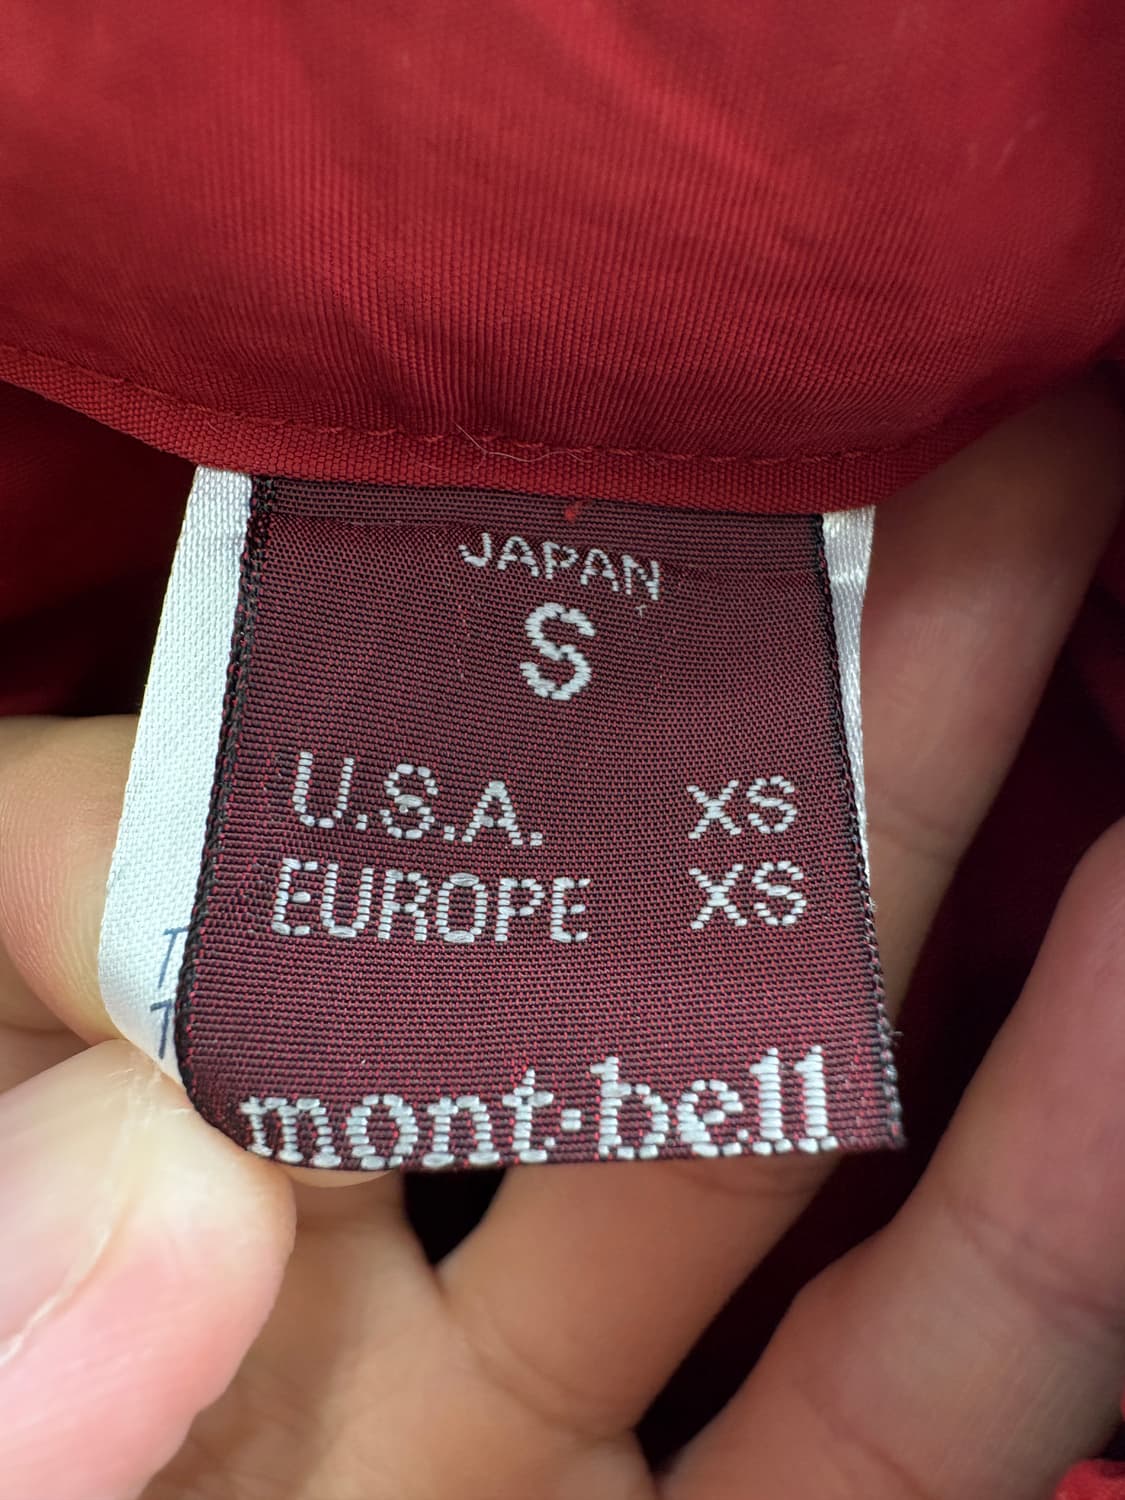 JAPAN
S
U.S.A. XS
EUROPE XS
mont·bell